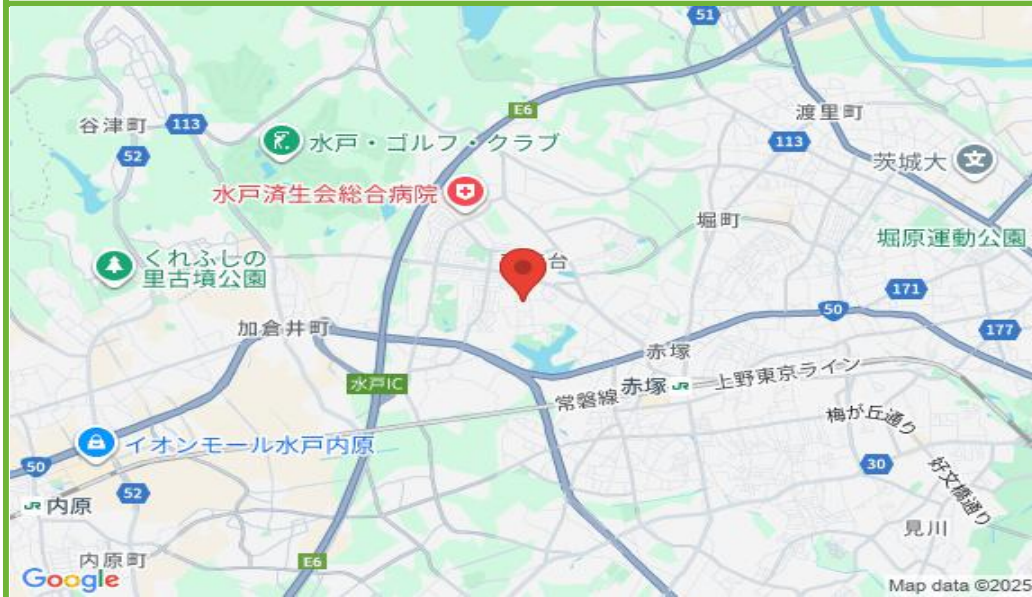 51
E6
渡里町
谷津町
113
水戸・ゴルフ・クラブ
113
52
茨城大
水戸済生会総合病院
堀町
堀原運動公園
くれふしの
里古墳公園
台
171
50
加倉井町
177
赤塚
水戸IC
赤塚
JR
上野東京ライン
常磐線
梅が丘通り
イオンモール水戸内原
50
30
好文橋通り
52
JR 内原
見川
内原町
E6
Google
Map data ©2025